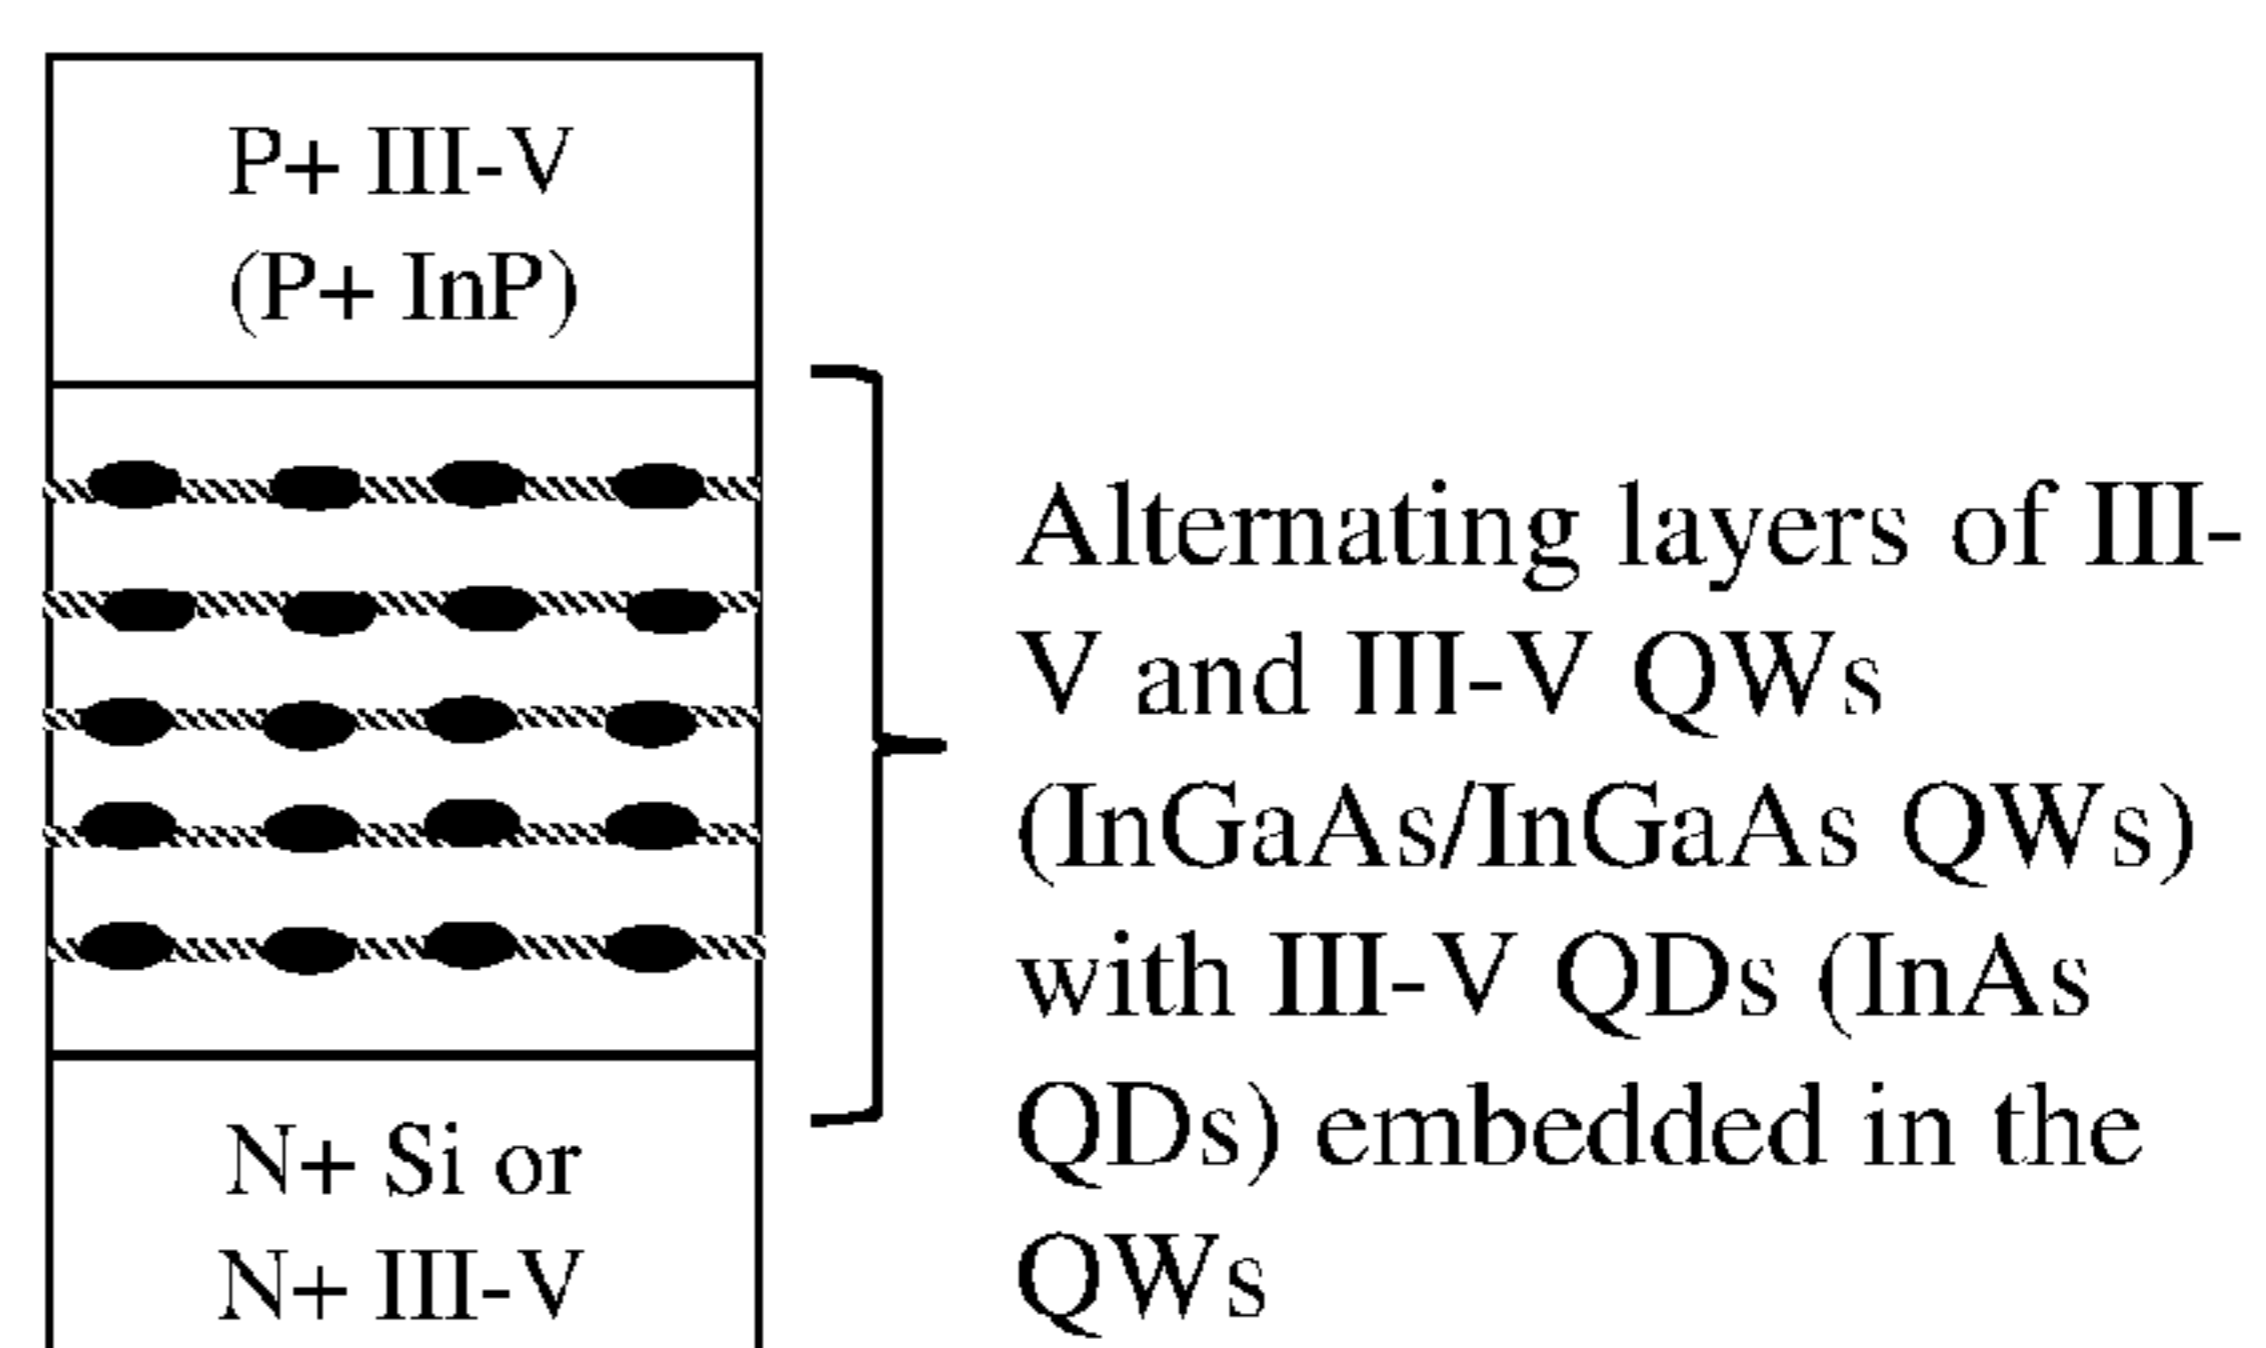 P+ III-V
(P+ InP)
Alternating layers of III-
V and III-V QWs
(InGaAs/InGaAs QWs)
with III-V QDs (InAs
QDs) embedded in the
QWs
N+ Si or
N+ III-V